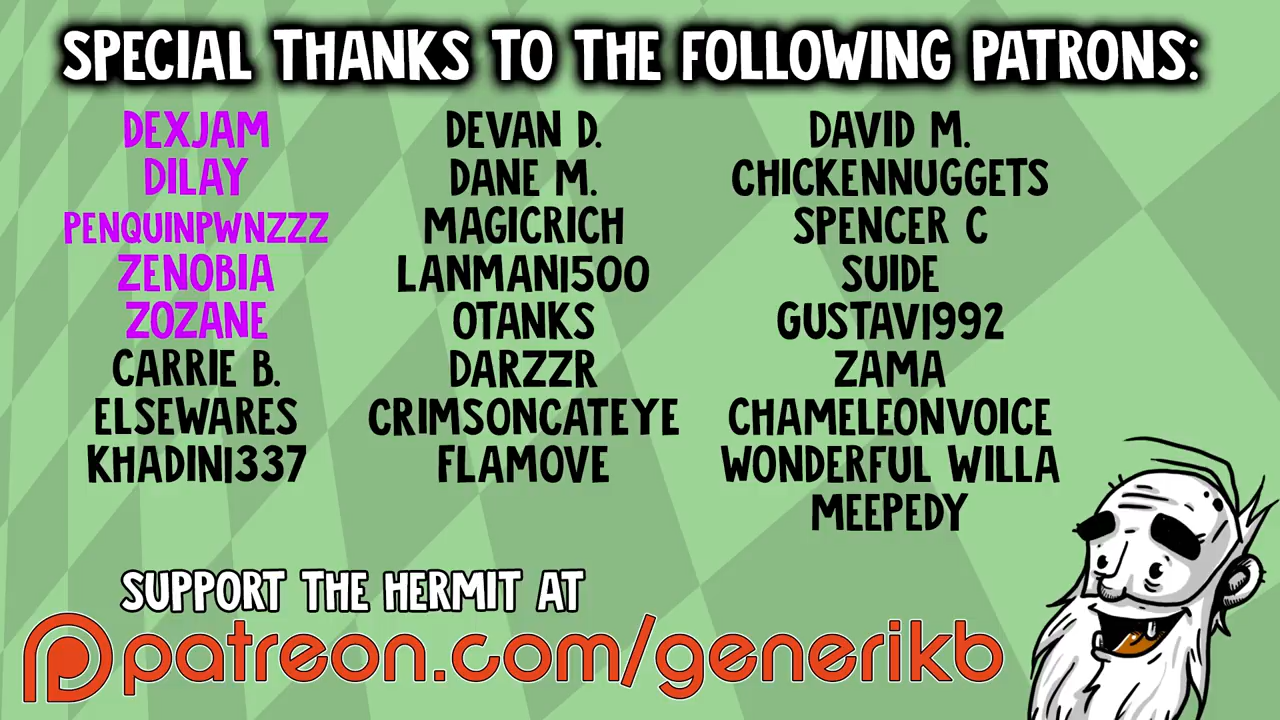 SPECIAL THANKS TO THE FOLLOWING PATRONS:
DEXJAM
DILAY
PENQUINPWNZZZ
ZENOBIA
ZOZANE
CARRIE B.
ELSEWARES
KHADIN1337
DEVAN D.
DANE M.
MAGICRICH
LANMAN1500
OTANKS
DARZZR
CRIMSONCATEYE
FLAMOVE
DAVID M.
CHICKENNUGGETS
SPENCER C
SUIDE
GUSTAV1992
ZAMA
CHAMELEONVOICE
WONDERFUL WILLA
MEEPEDY
SUPPORT THE HERMIT AT
patreon.com/generikb